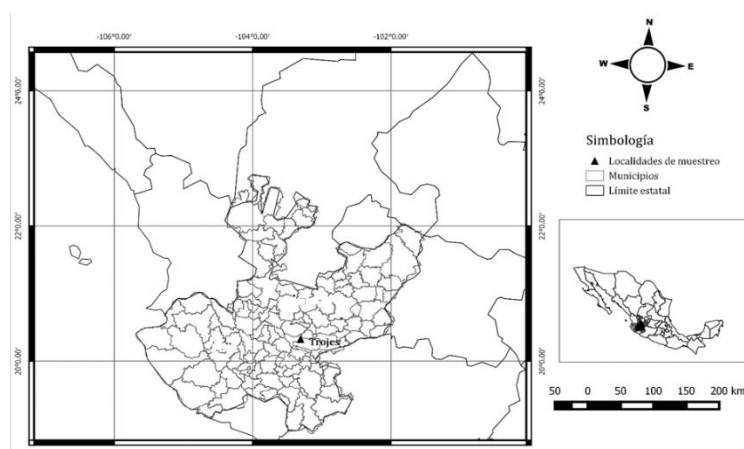 -106°0.00' -104°0.00' -102°0.00'
24°0.00' 24°0.00'
22°0.00' 22°0.00'
20°0.00' 20°0.00'
Trojes
N
W E
S
Simbología
Localidades de muestreo
Municipios
Límite estatal
50 0 50 100 150 200 km